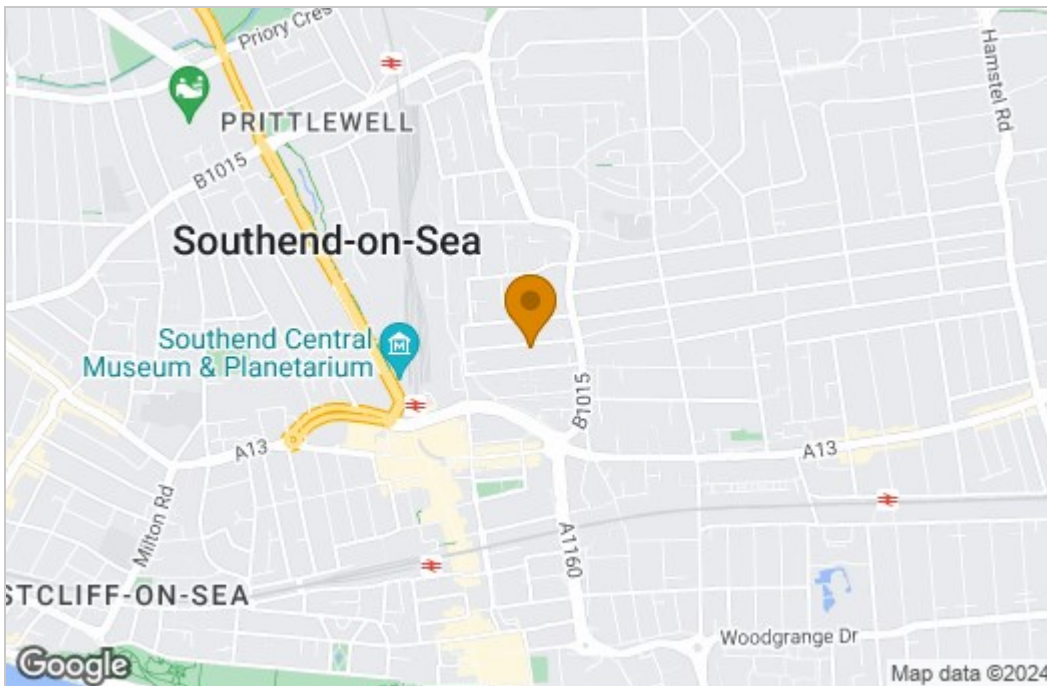 Priory Cres
Hamstel Rd
PRITTLEWELL
B1015
Southend-on-Sea
Southend Central
Museum & Planetarium
B1015
A13
A13
Milton Rd
A1160
STCLIFF-ON-SEA
Woodgrange Dr
Google
Map data ©2024